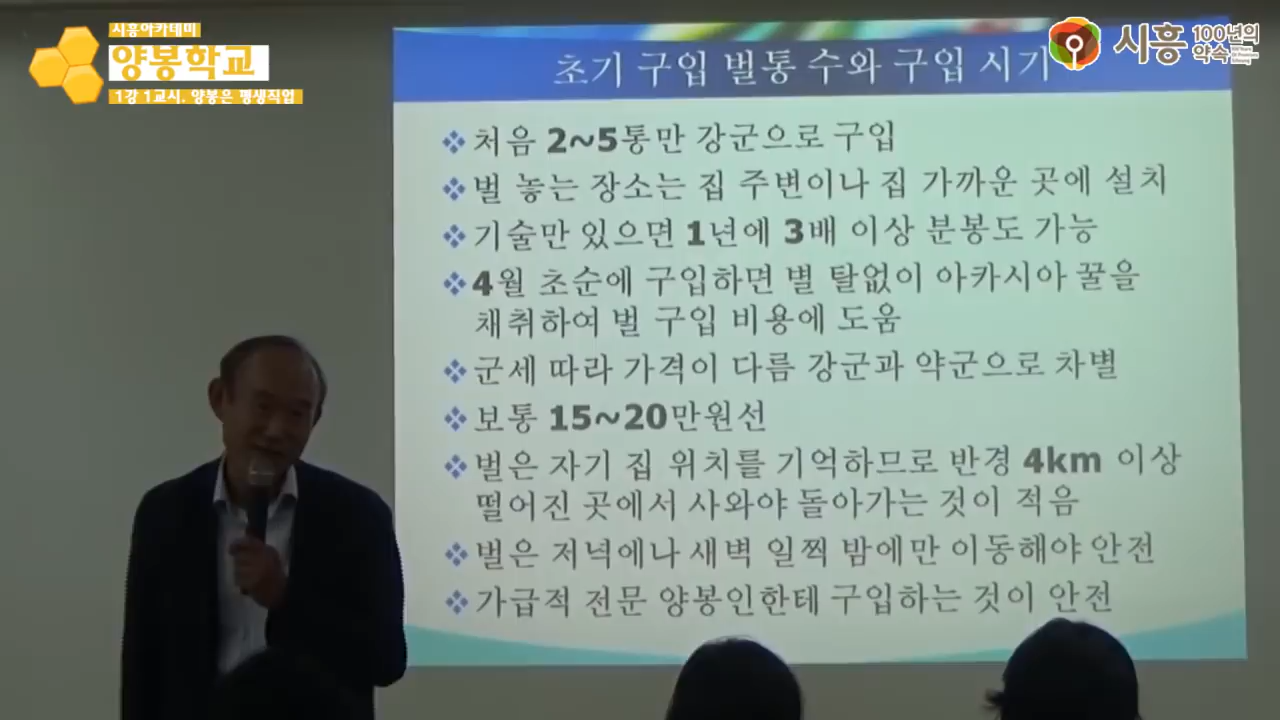 시흥아카데미
양봉학교
1강 1교시. 양봉은 평생직업
시흥 100년의 약속
초기 구입 벌통 수와 구입 시기
처음 2~5통만 강군으로 구입
벌 놓는 장소는 집 주변이나 집 가까운 곳에 설치
기술만 있으면 1년에 3배 이상 분봉도 가능
4월 초순에 구입하면 별 탈없이 아카시아 꿀을
채취하여 벌 구입 비용에 도움
군세 따라 가격이 다름 강군과 약군으로 차별
보통 15~20만원선
벌은 자기 집 위치를 기억하므로 반경 4km 이상
떨어진 곳에서 사와야 돌아가는 것이 적음
벌은 저녁에나 새벽 일찍 밤에만 이동해야 안전
가급적 전문 양봉인한테 구입하는 것이 안전